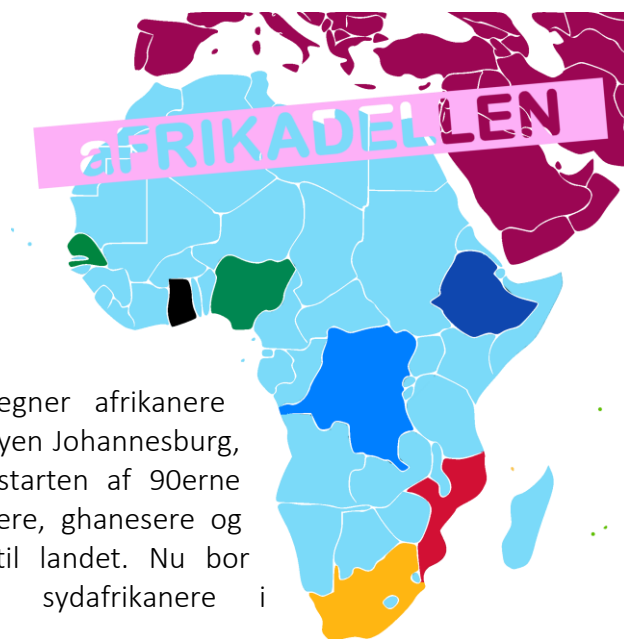 aFRIKADELLEN
egner afrikanere
yen Johannesburg,
starten af 90erne
ere, ghanesere og
til landet. Nu bor
sydafrikanere i